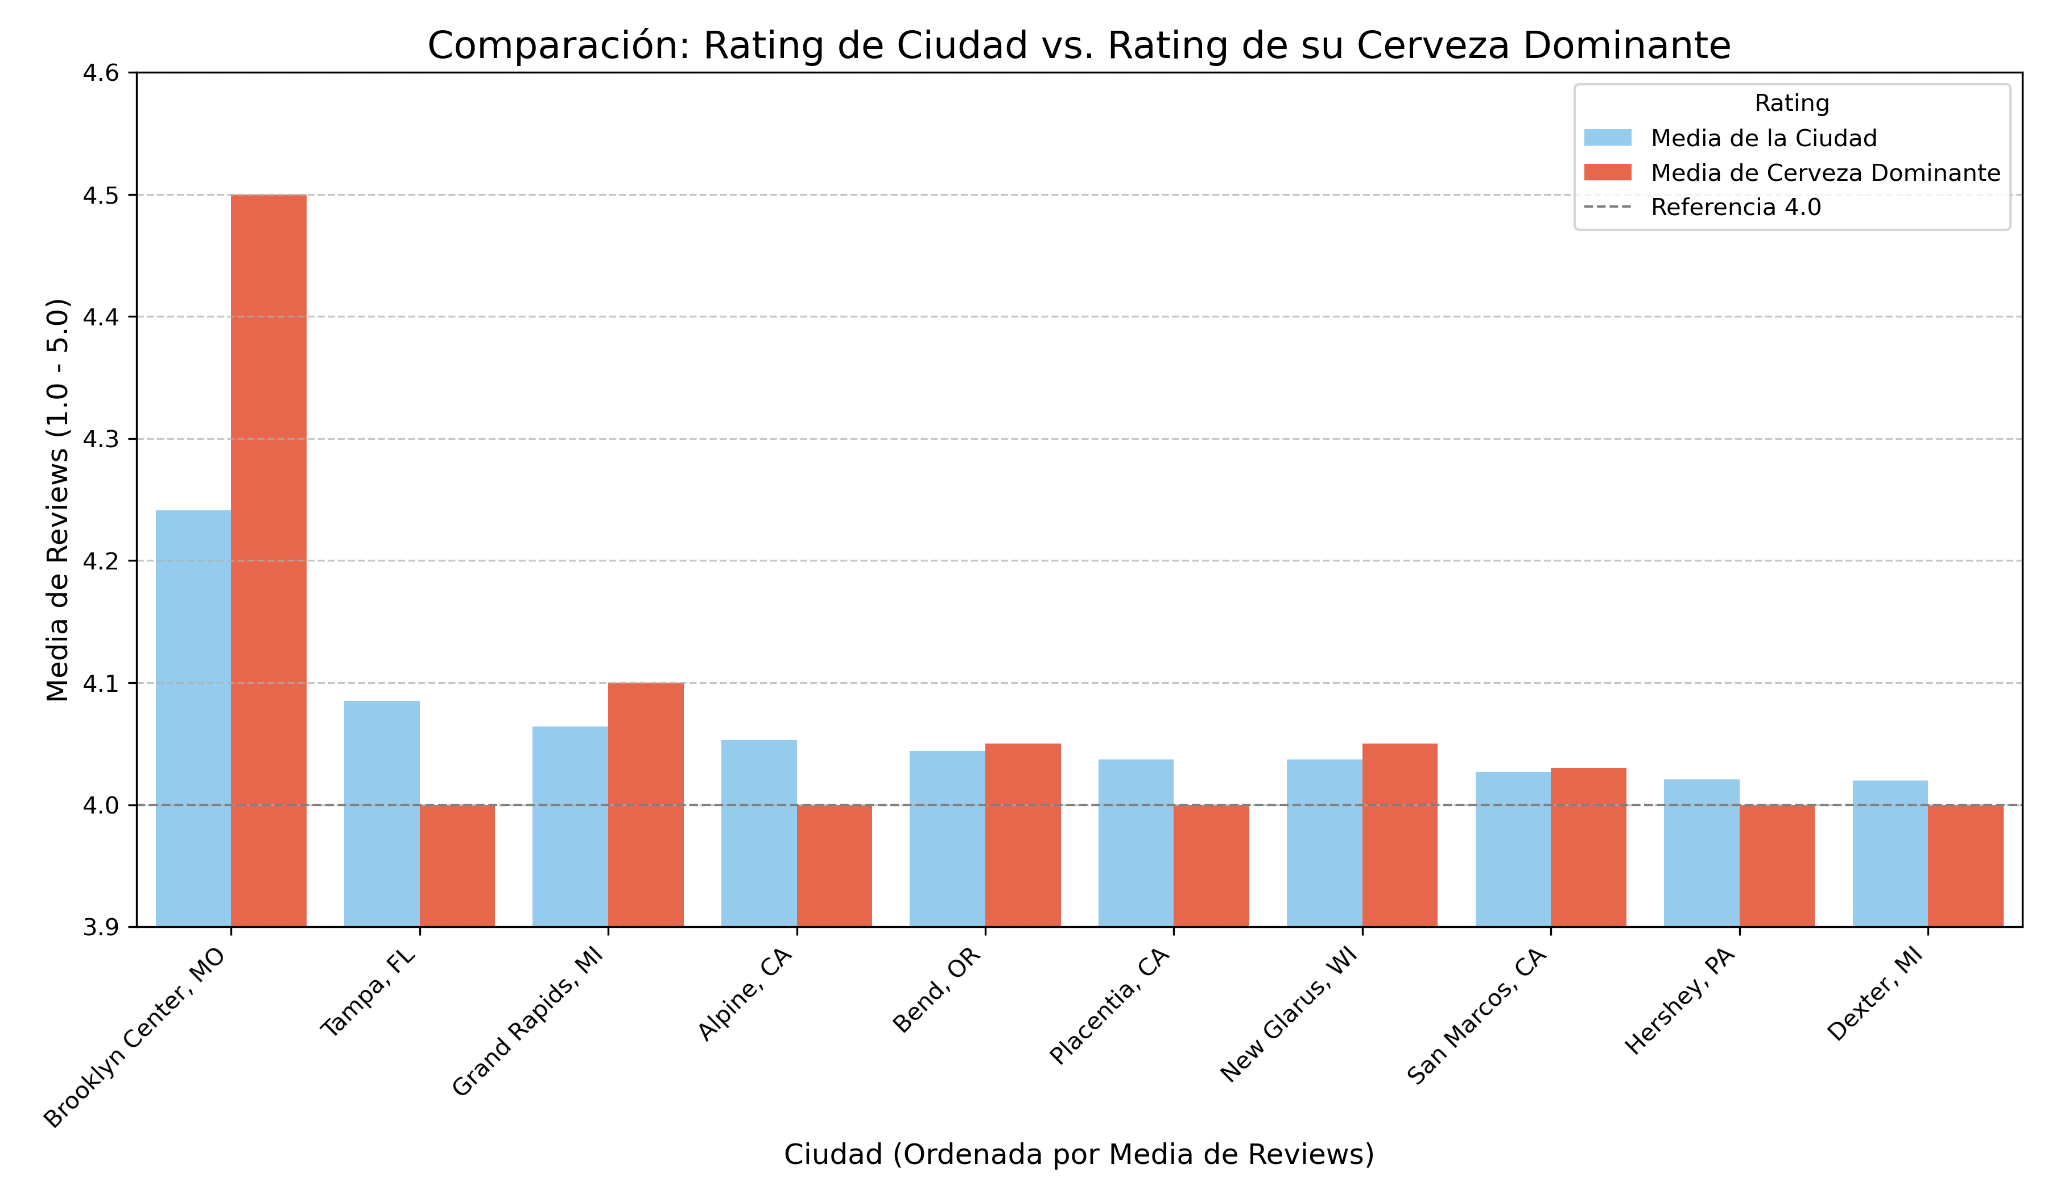 Comparación: Rating de Ciudad vs. Rating de su Cerveza Dominante
Rating
Media de la Ciudad
Media de Cerveza Dominante
Referencia 4.0
Media de Reviews (1.0 - 5.0)
4.6
4.5
4.4
4.3
4.2
4.1
4.0
3.9
Brooklyn Center, MO
Tampa, FL
Grand Rapids, MI
Alpine, CA
Bend, OR
Placentia, CA
New Glarus, WI
San Marcos, CA
Hershey, PA
Dexter, MI
Ciudad (Ordenada por Media de Reviews)